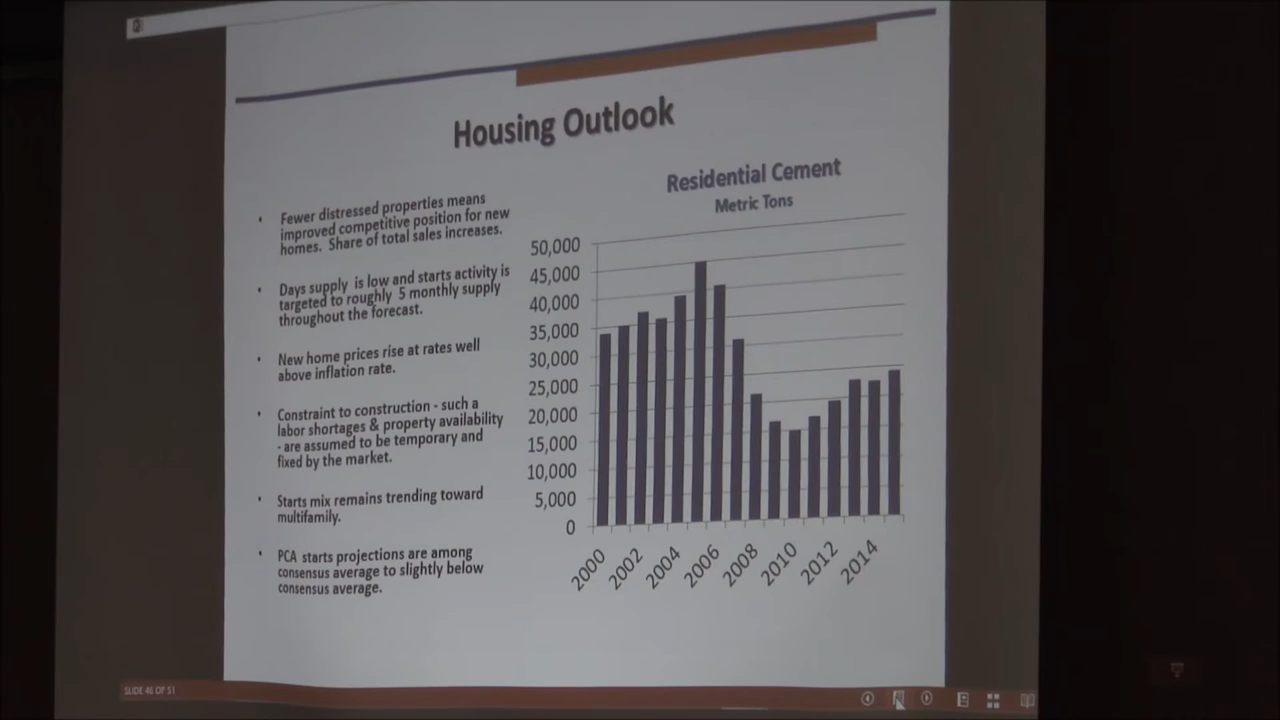 Housing Outlook
Fewer distressed properties means
improved competitive position for new
homes. Share of total sales increases.
Days supply is low and starts activity is
targeted to roughly 5 monthly supply
throughout the forecast.
New home prices rise at rates well
above inflation rate.
Constraint to construction - such a
labor shortages & property availability
- are assumed to be temporary and
fixed by the market.
Starts mix remains trending toward
multifamily.
PCA starts projections are among
consensus average to slightly below
consensus average.
Residential Cement
Metric Tons
50,000
45,000
40,000
35,000
30,000
25,000
20,000
15,000
10,000
5,000
0
2000
2002
2004
2006
2008
2010
2012
2014
SLIDE 46 OF 51